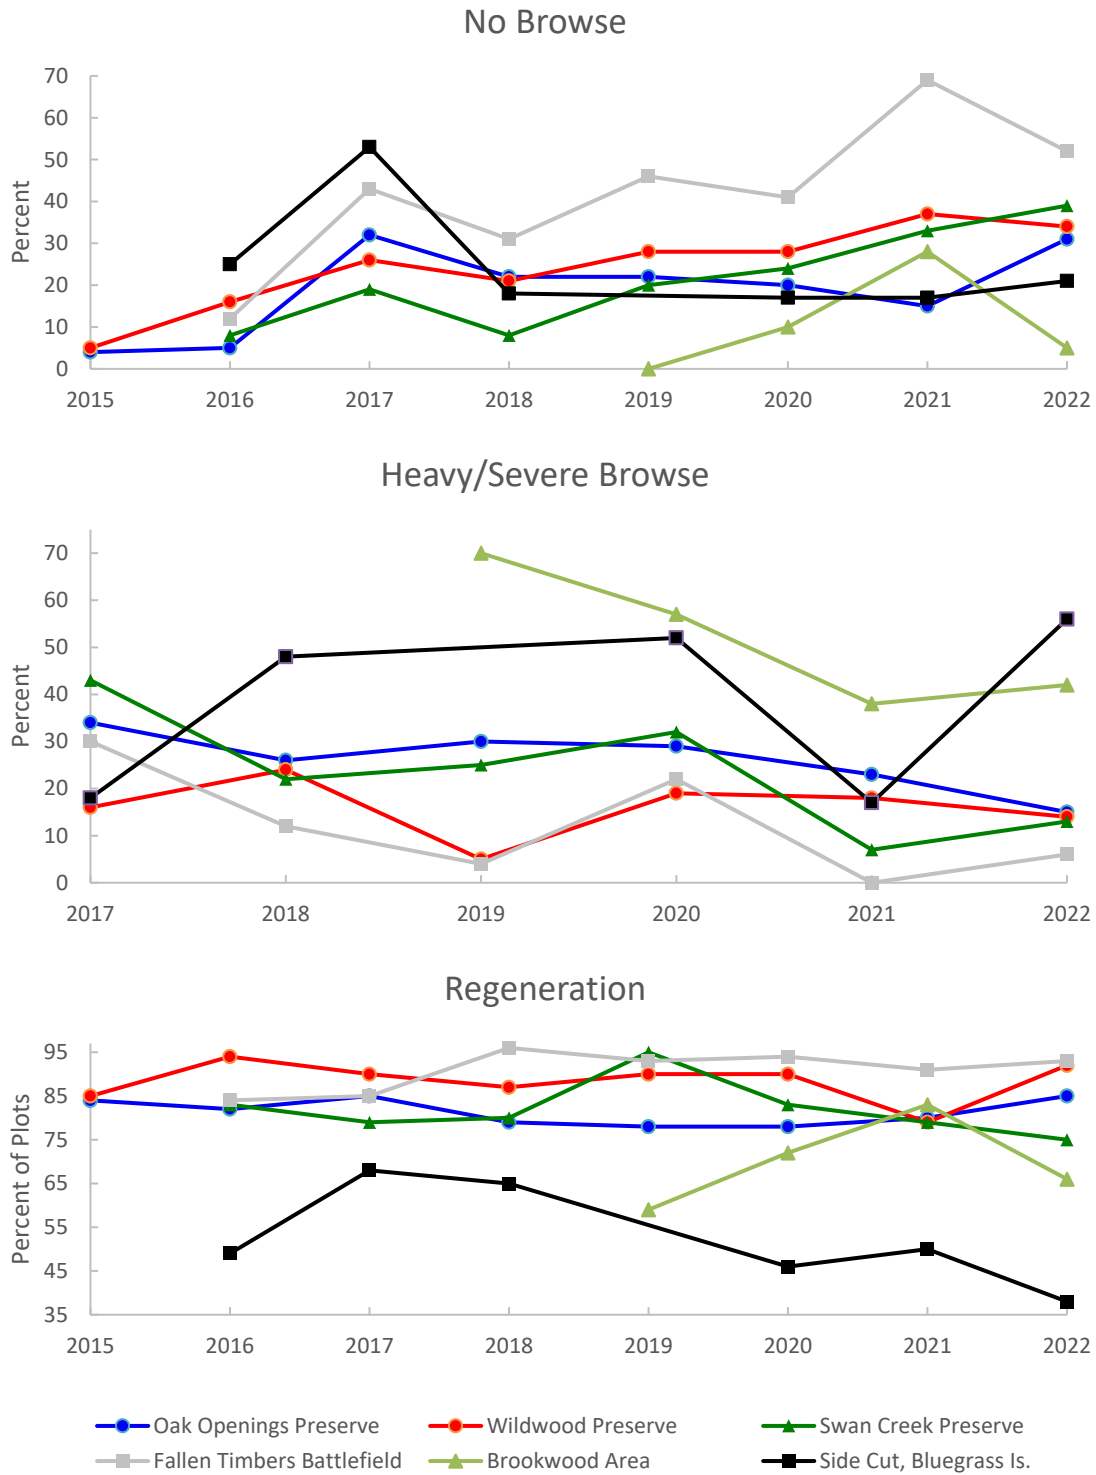 No Browse
Percent
70
60
50
40
30
20
10
0
2015 2016 2017 2018 2019 2020 2021 2022
Heavy/Severe Browse
Percent
70
60
50
40
30
20
10
0
2017 2018 2019 2020 2021 2022
Regeneration
Percent of Plots
95
85
75
65
55
45
35
2015 2016 2017 2018 2019 2020 2021 2022
Oak Openings Preserve Wildwood Preserve Swan Creek Preserve
Fallen Timbers Battlefield Brookwood Area Side Cut, Bluegrass Is.